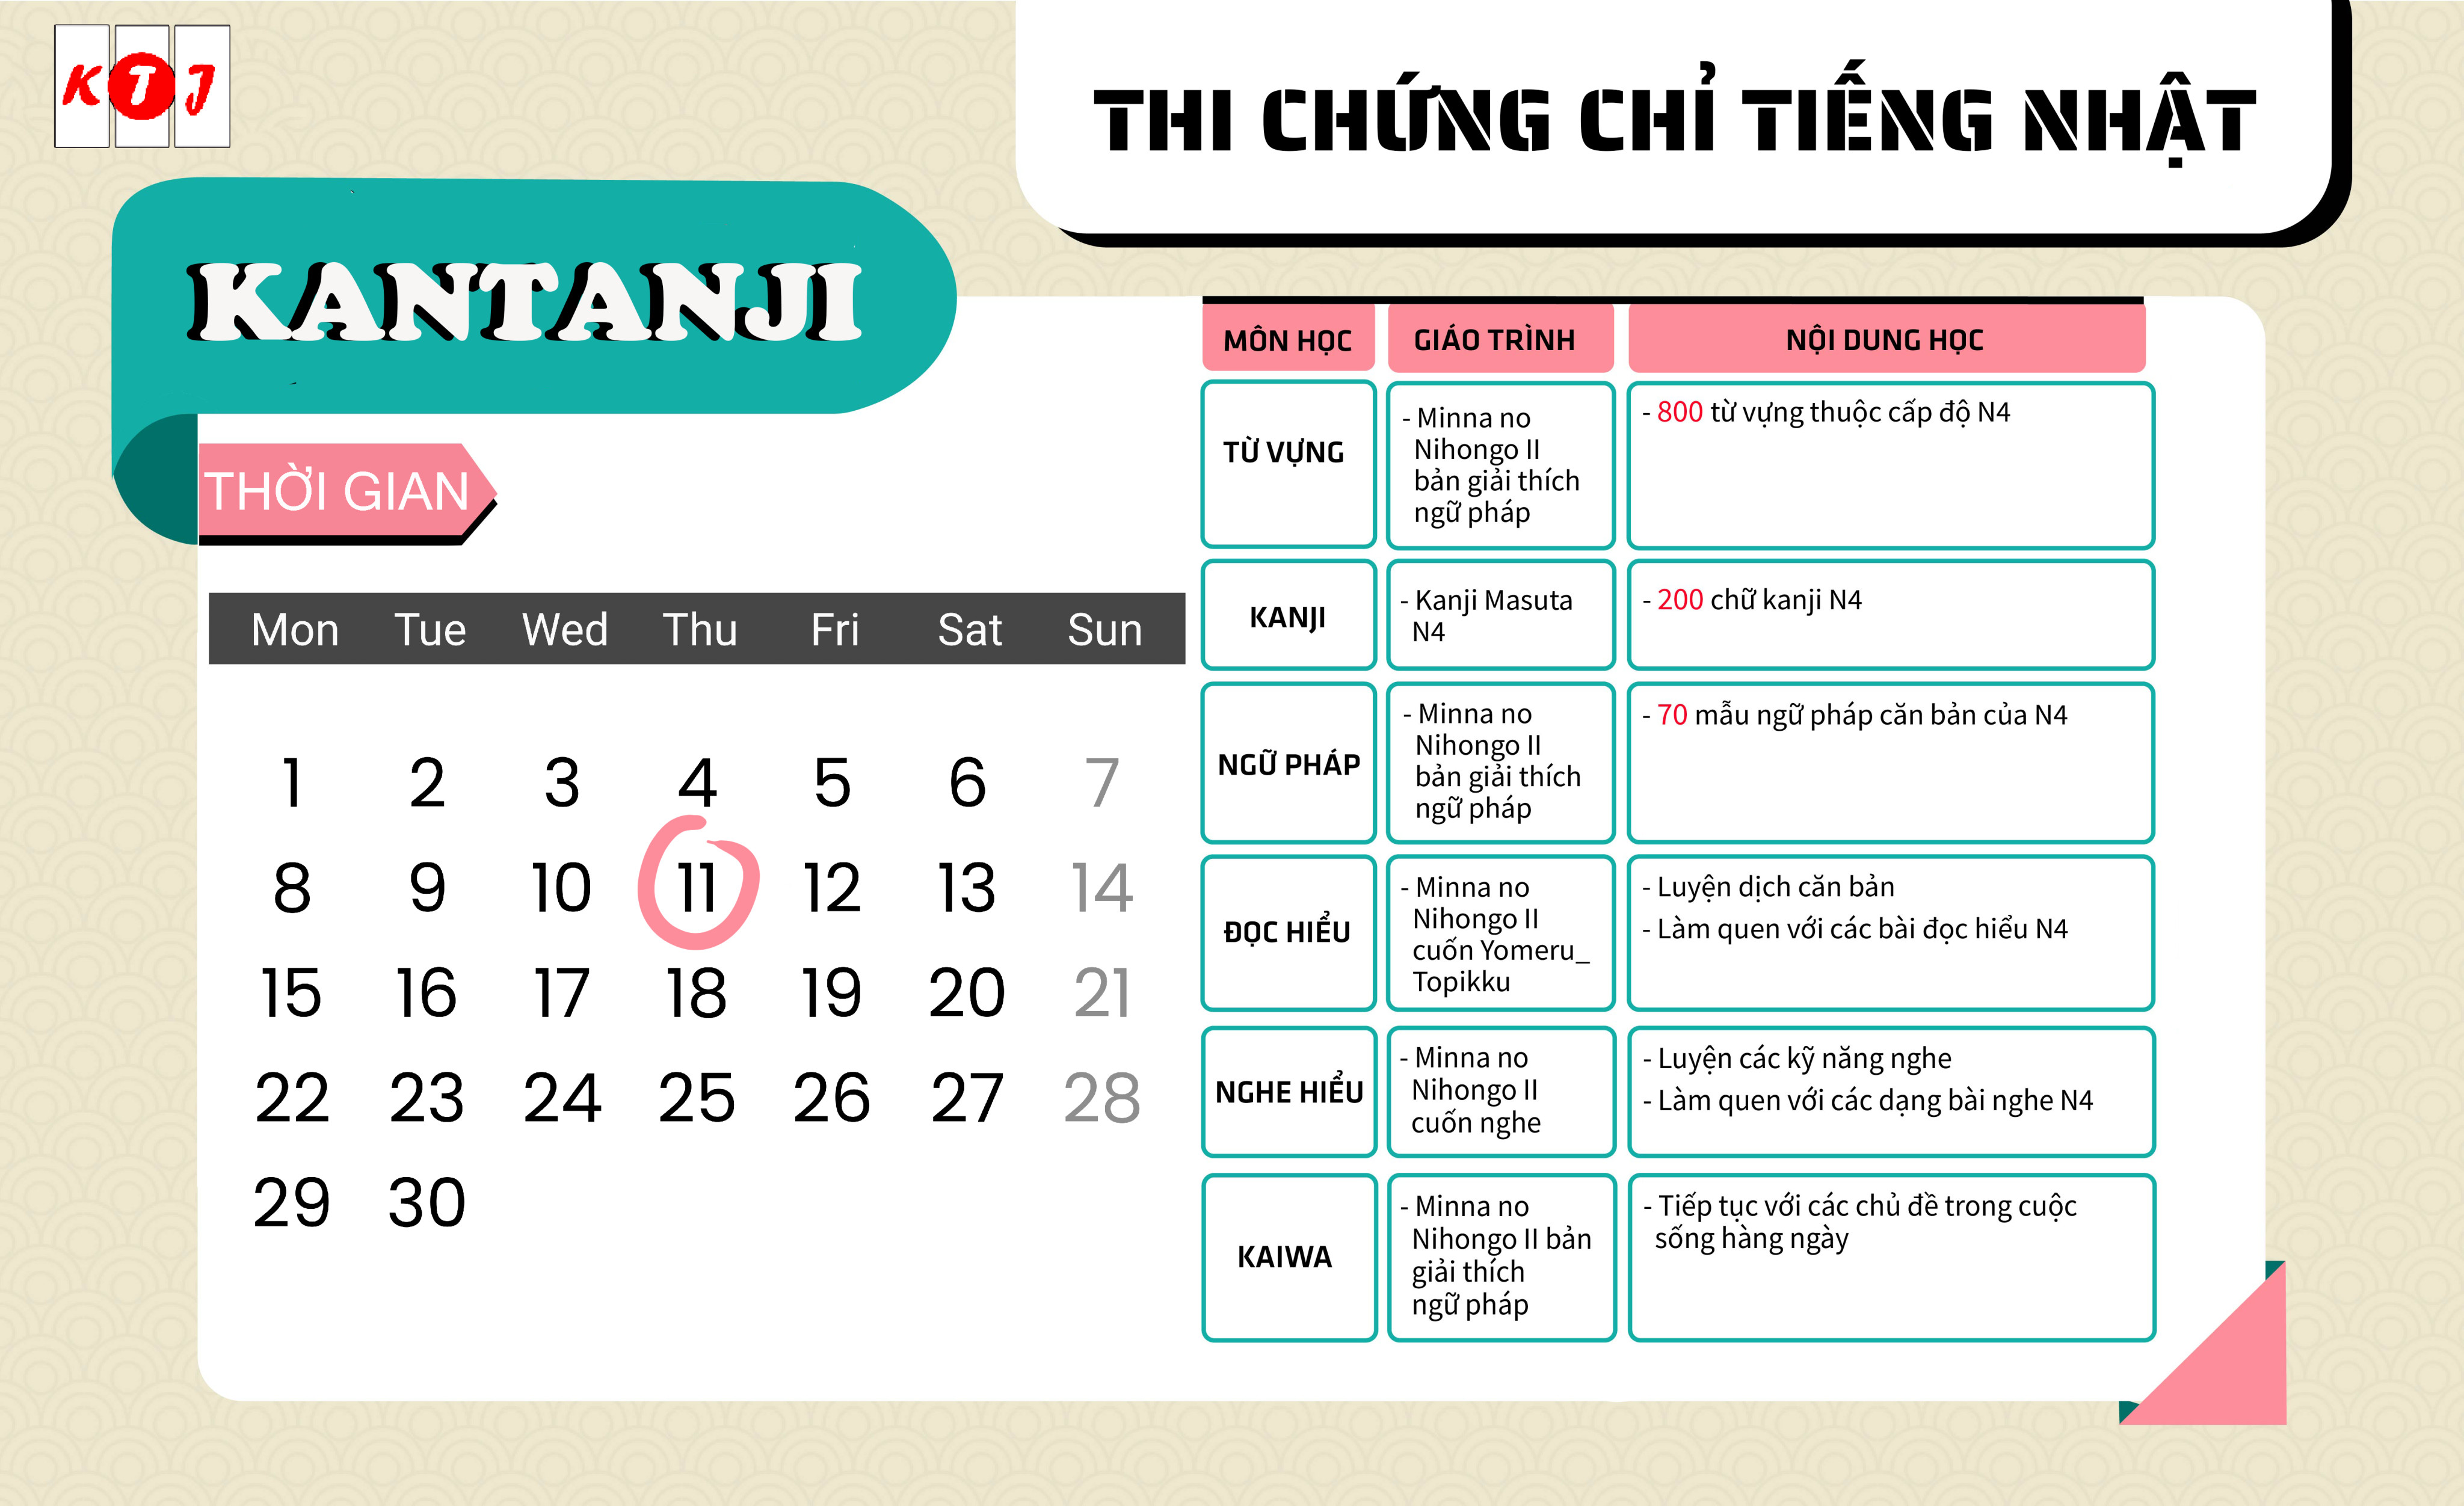 KTJ
THI CHỨNG CHỈ TIẾNG NHẬT
KANTANJI
THỜI GIAN
Mon Tue Wed Thu Fri Sat Sun
1 2 3 4 5 6 7
8 9 10 11 12 13 14
15 16 17 18 19 20 21
22 23 24 25 26 27 28
29 30
MÔN HỌC GIÁO TRÌNH NỘI DUNG HỌC
TỪ VỰNG
- Minna no
Nihongo II
bản giải thích
ngữ pháp
- 800 từ vựng thuộc cấp độ N4
KANJI
- Kanji Masuta
N4
- 200 chữ kanji N4
NGỮ PHÁP
- Minna no
Nihongo II
bản giải thích
ngữ pháp
- 70 mẫu ngữ pháp căn bản của N4
ĐỌC HIỂU
- Minna no
Nihongo II
cuốn Yomeru_
Topikku
- Luyện dịch căn bản
- Làm quen với các bài đọc hiểu N4
NGHE HIỂU
- Minna no
Nihongo II
cuốn nghe
- Luyện các kỹ năng nghe
- Làm quen với các dạng bài nghe N4
KAIWA
- Minna no
Nihongo II bản
giải thích
ngữ pháp
- Tiếp tục với các chủ đề trong cuộc
sống hàng ngày